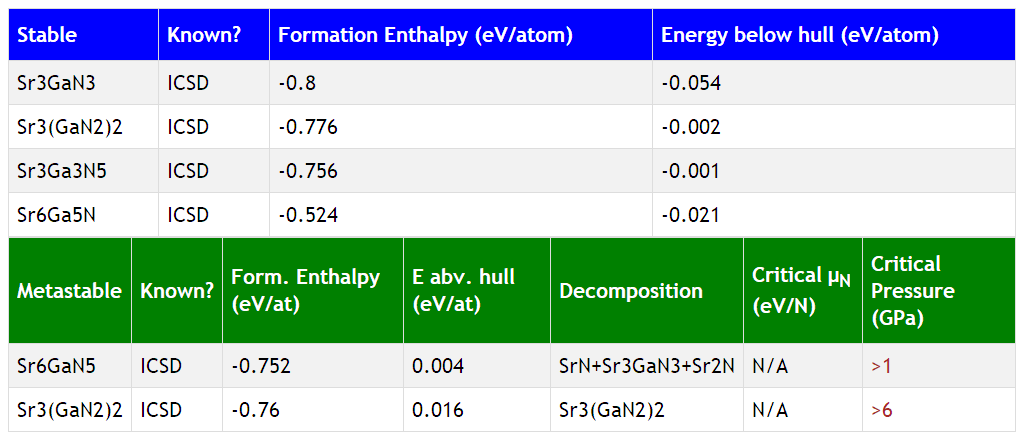 Stable Known? Formation Enthalpy (eV/atom) Energy below hull (eV/atom)
Sr3GaN3 ICSD -0.8 -0.054
Sr3(GaN2)2 ICSD -0.776 -0.002
Sr3Ga3N5 ICSD -0.756 -0.001
Sr6Ga5N ICSD -0.524 -0.021
Metastable Known? Form. Enthalpy (eV/at) E abv. hull (eV/at) Decomposition Critical μN (eV/N) Critical Pressure (GPa)
Sr6GaN5 ICSD -0.752 0.004 SrN+Sr3GaN3+Sr2N N/A >1
Sr3(GaN2)2 ICSD -0.76 0.016 Sr3(GaN2)2 N/A >6